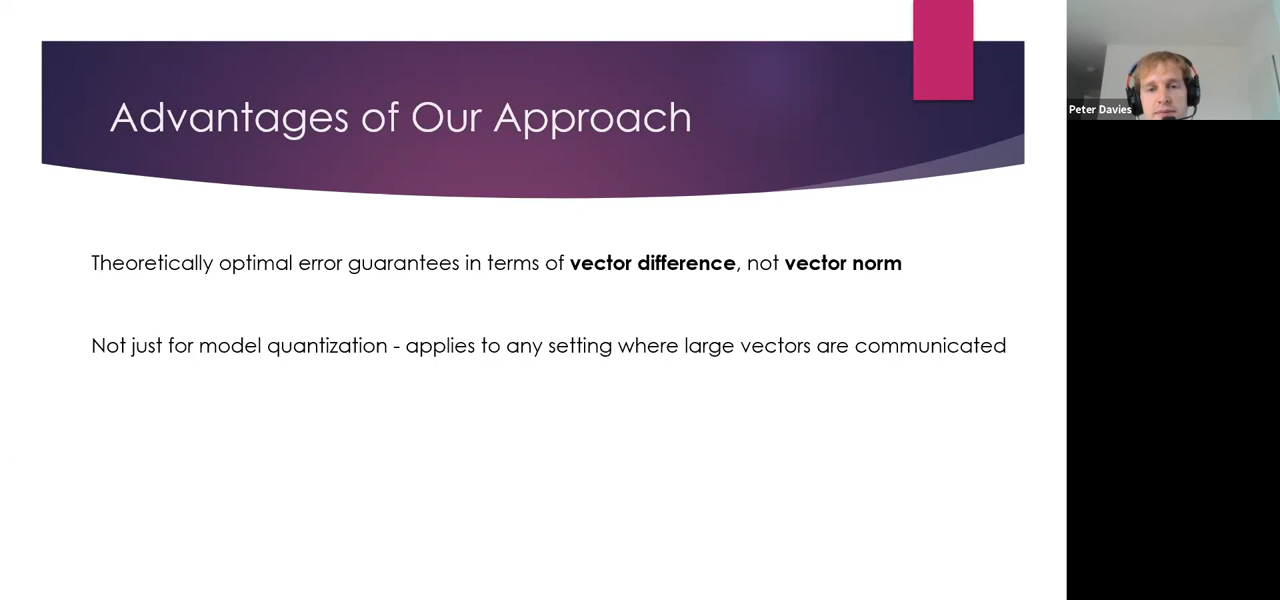 Advantages of Our Approach
Peter Davies
Theoretically optimal error guarantees in terms of vector difference, not vector norm
Not just for model quantization - applies to any setting where large vectors are communicated